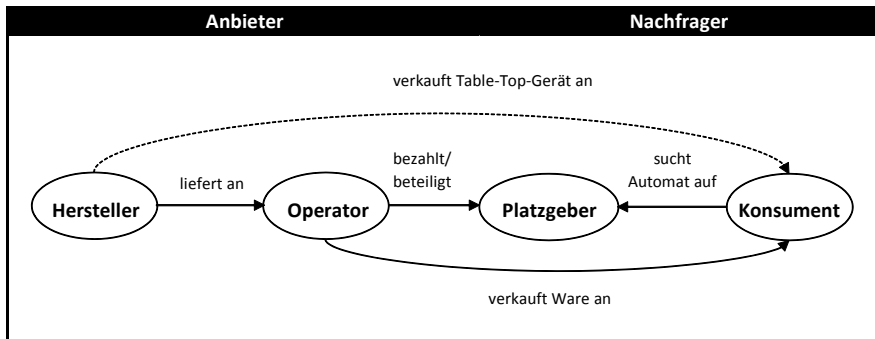 Anbieter
Nachfrager
verkauft Table-Top-Gerät an
liefert an
bezahlt/
beteiligt
sucht
Automat auf
Hersteller
Operator
Platzgeber
Konsument
verkauft Ware an